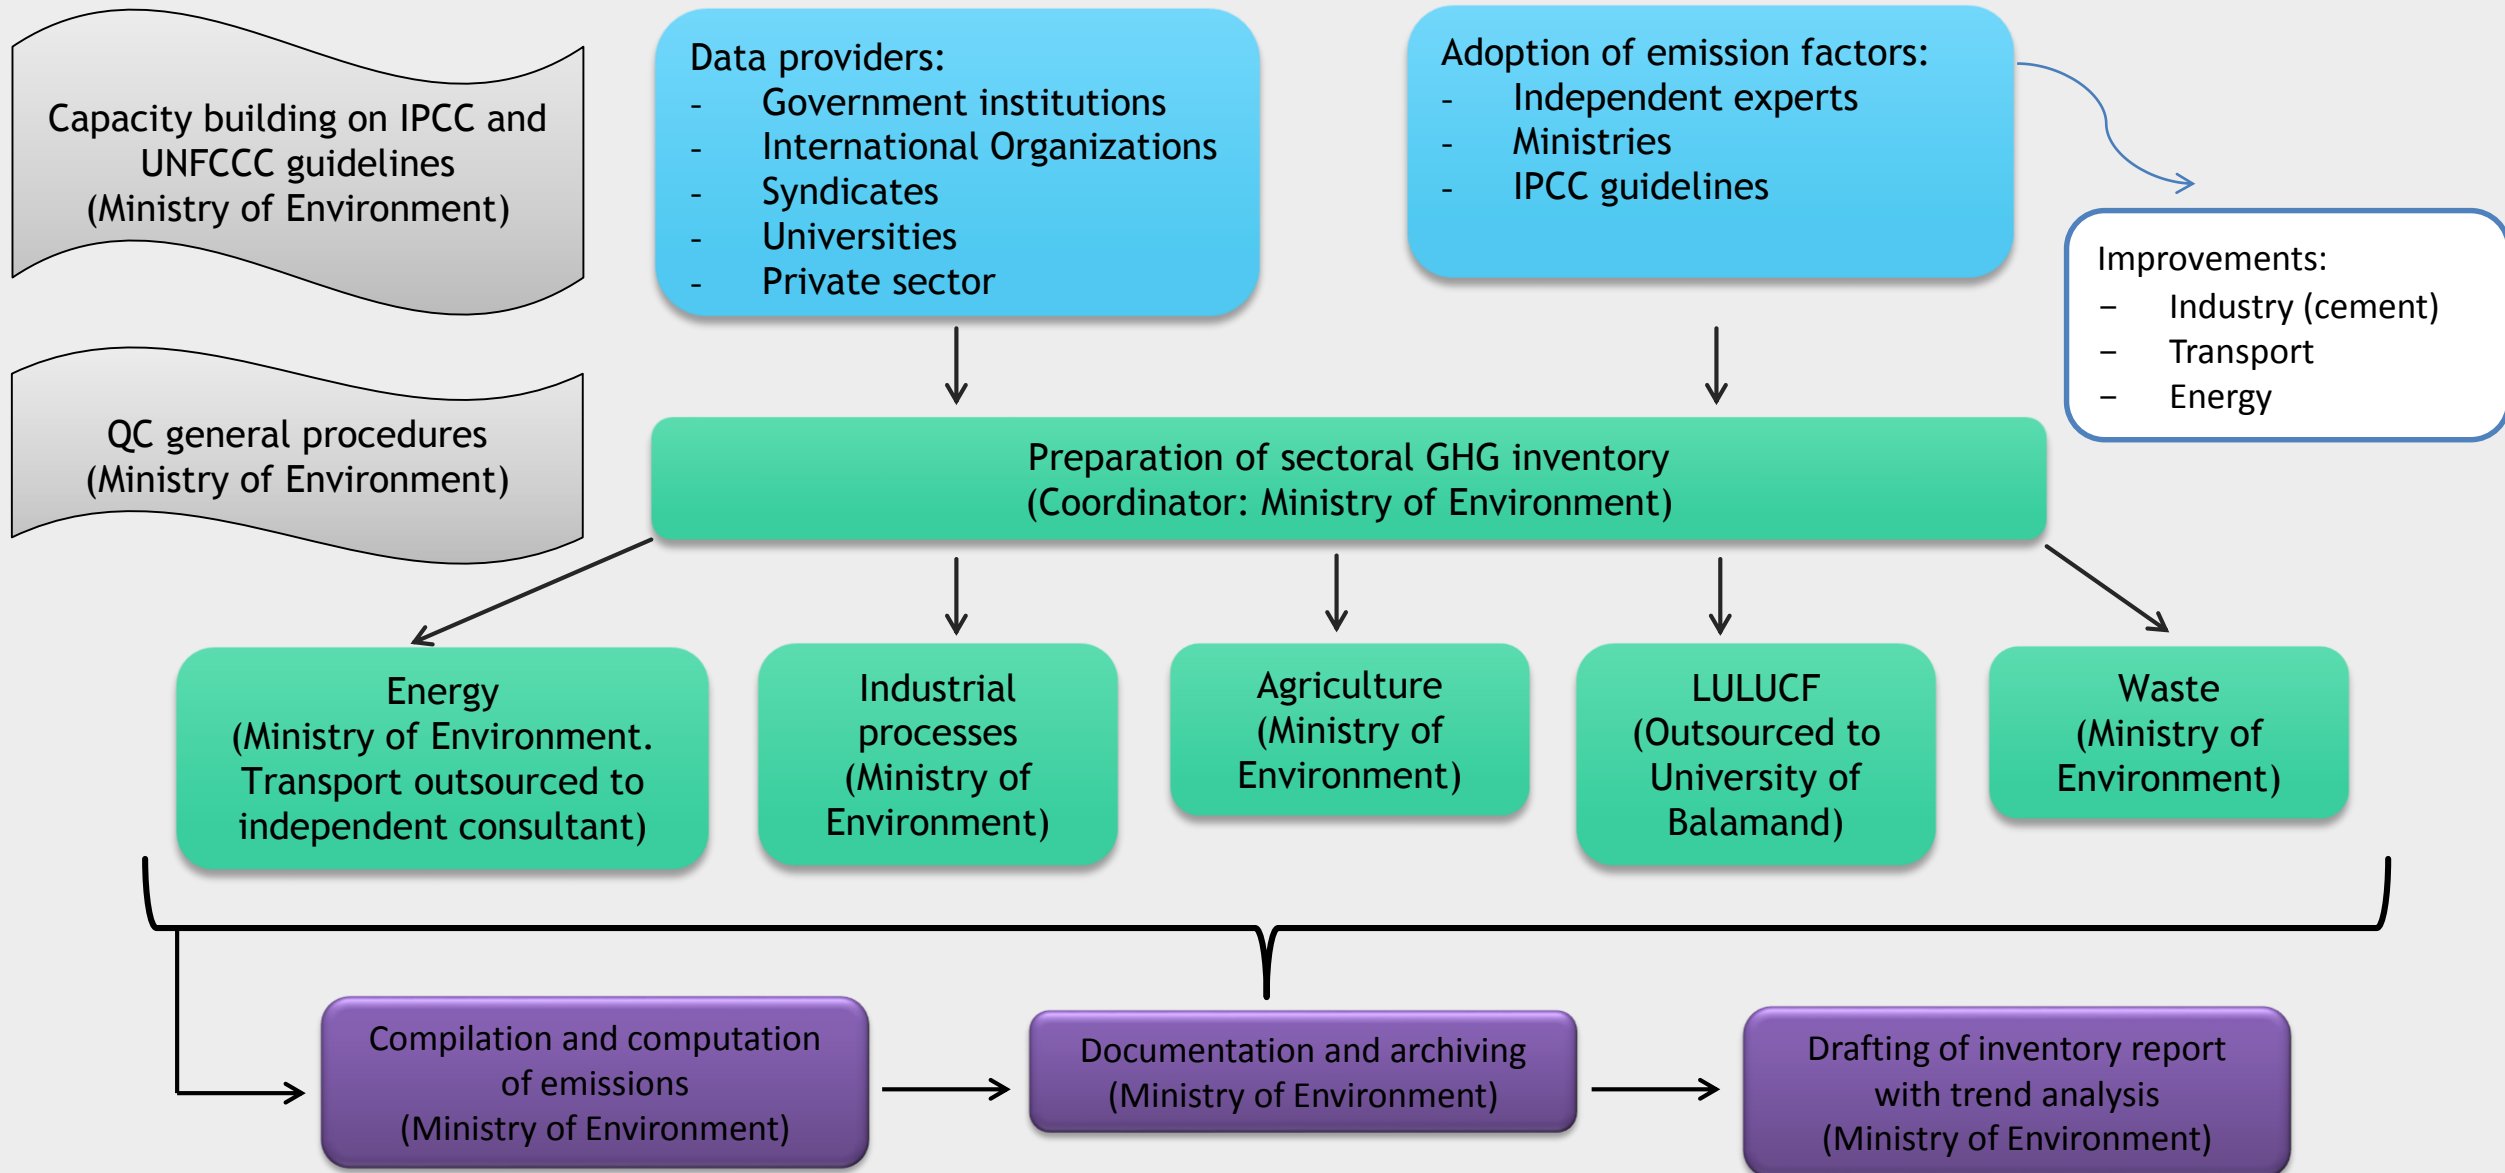 Capacity building on IPCC and
UNFCCC guidelines
(Ministry of Environment)
Data providers:
- Government institutions
- International Organizations
- Syndicates
- Universities
- Private sector
Adoption of emission factors:
- Independent experts
- Ministries
- IPCC guidelines
Improvements:
– Industry (cement)
– Transport
– Energy
QC general procedures
(Ministry of Environment)
Preparation of sectoral GHG inventory
(Coordinator: Ministry of Environment)
Energy
(Ministry of Environment.
Transport outsourced to
independent consultant)
Industrial
processes
(Ministry of
Environment)
Agriculture
(Ministry of
Environment)
LULUCF
(Outsourced to
University of
Balamand)
Waste
(Ministry of
Environment)
Compilation and computation
of emissions
(Ministry of Environment)
Documentation and archiving
(Ministry of Environment)
Drafting of inventory report
with trend analysis
(Ministry of Environment)